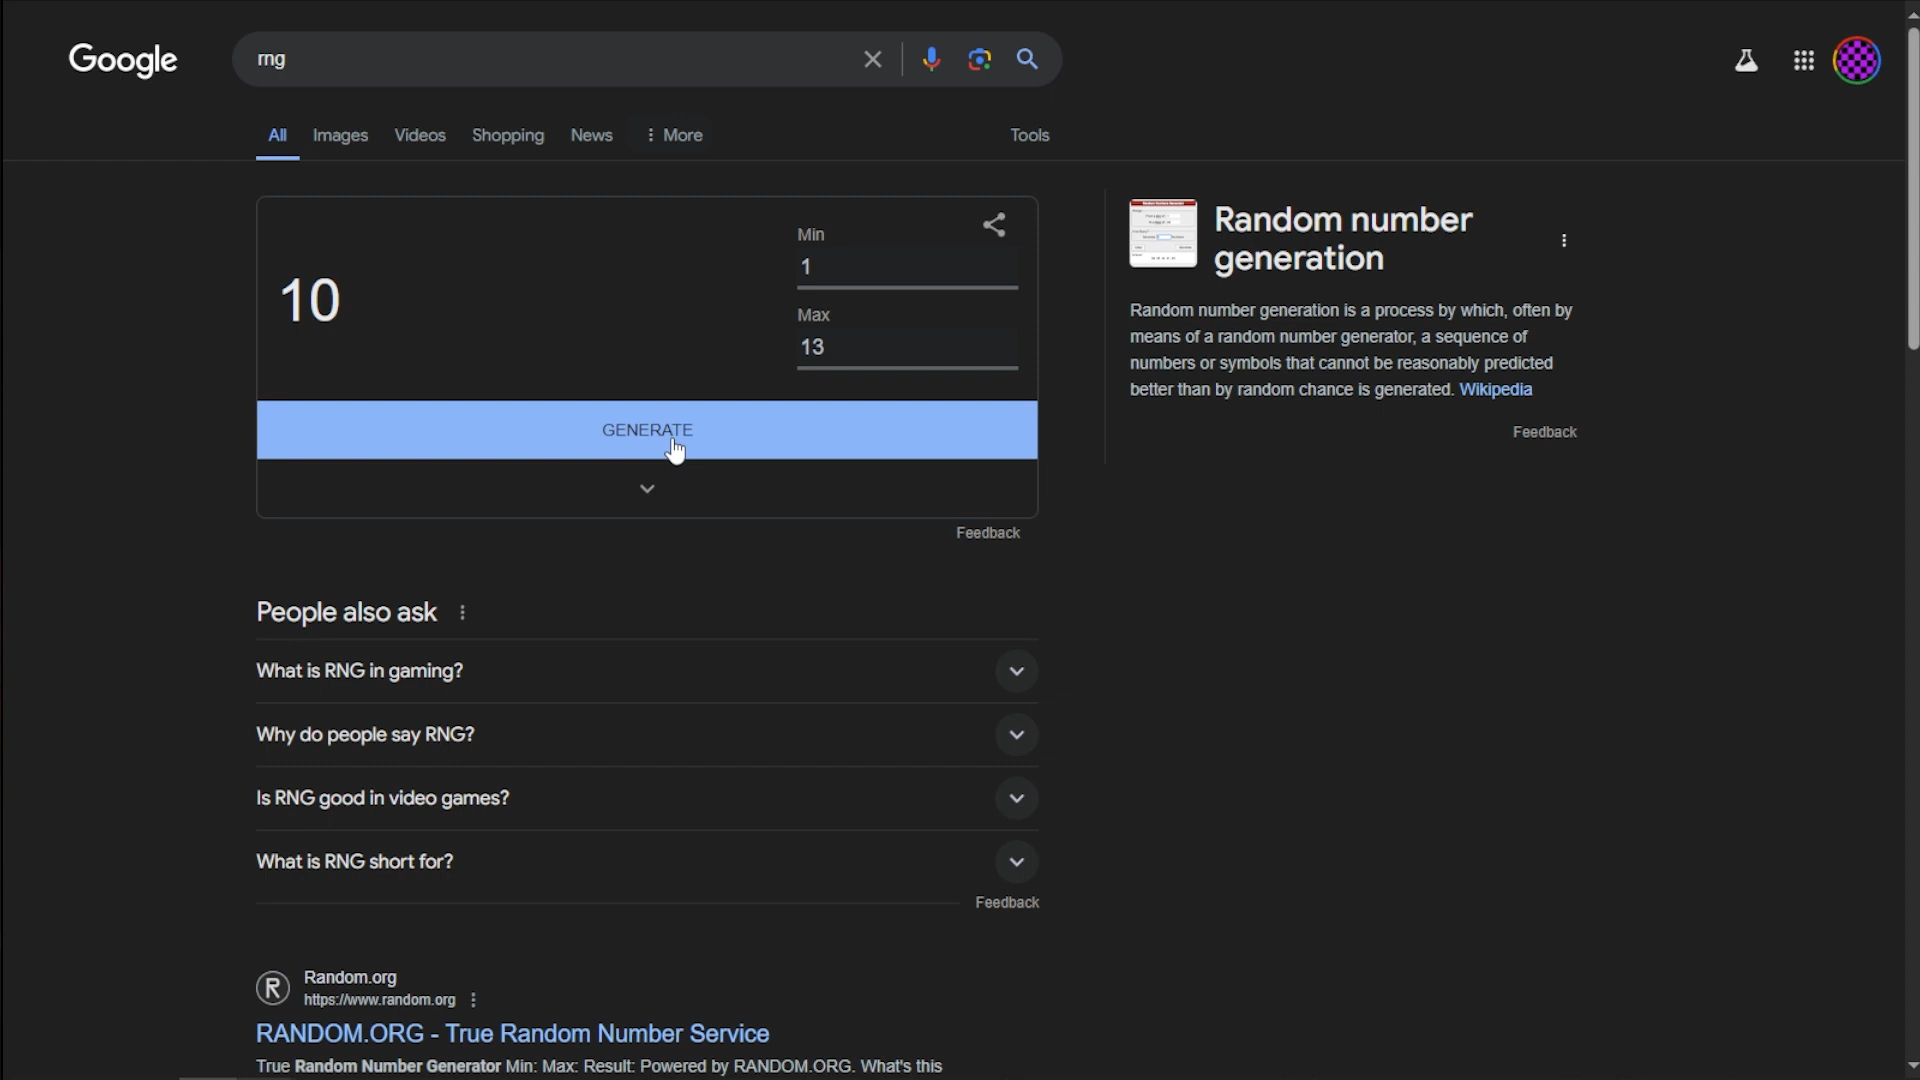 Google
rng
All Images Videos Shopping News More Tools
10
Min
1
Max
13
GENERATE
Feedback
Random number
generation
Random number generation is a process by which, often by
means of a random number generator, a sequence of
numbers or symbols that cannot be reasonably predicted
better than by random chance is generated. Wikipedia
Feedback
People also ask
What is RNG in gaming?
Why do people say RNG?
Is RNG good in video games?
What is RNG short for?
Feedback
R
Random.org
https://www.random.org
RANDOM.ORG - True Random Number Service
True Random Number Generator Min: Max: Result: Powered by RANDOM.ORG. What's this